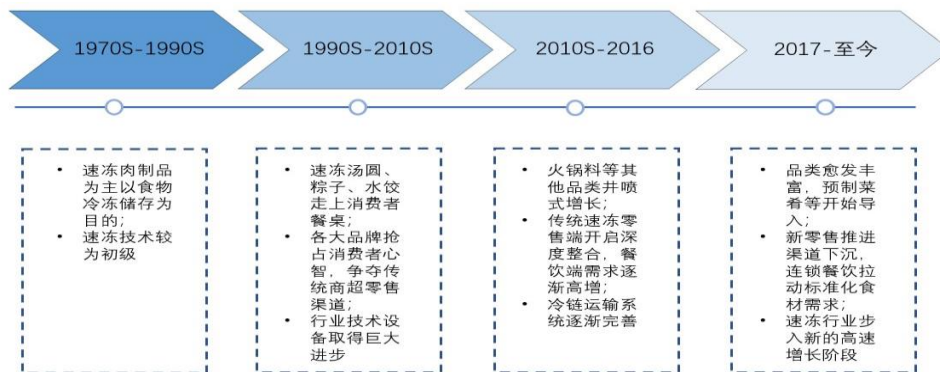 1970S-1990S
1990S-2010S
2010S-2016
2017-至今
• 速冻肉制品
为主以食物
冷冻储存为
目的；
• 速冻技术较
为初级
• 速冻汤圆、
粽子、水饺
走上消费者
餐桌；
• 各大品牌抢
占消费者心
智，争夺传
统商超零售
渠道；
• 行业技术设
备取得巨大
进步
• 火锅料等其
他品类井喷
式增长；
• 传统速冻零
售端开启深
度整合，餐
饮端需求逐
渐高增；
• 冷链运输系
统逐渐完善
• 品类愈发丰
富，预制菜
肴等开始导
入；
• 新零售推进
渠道下沉，
连锁餐饮拉
动标准化食
材需求；
• 速冻行业步
入新的高速
增长阶段